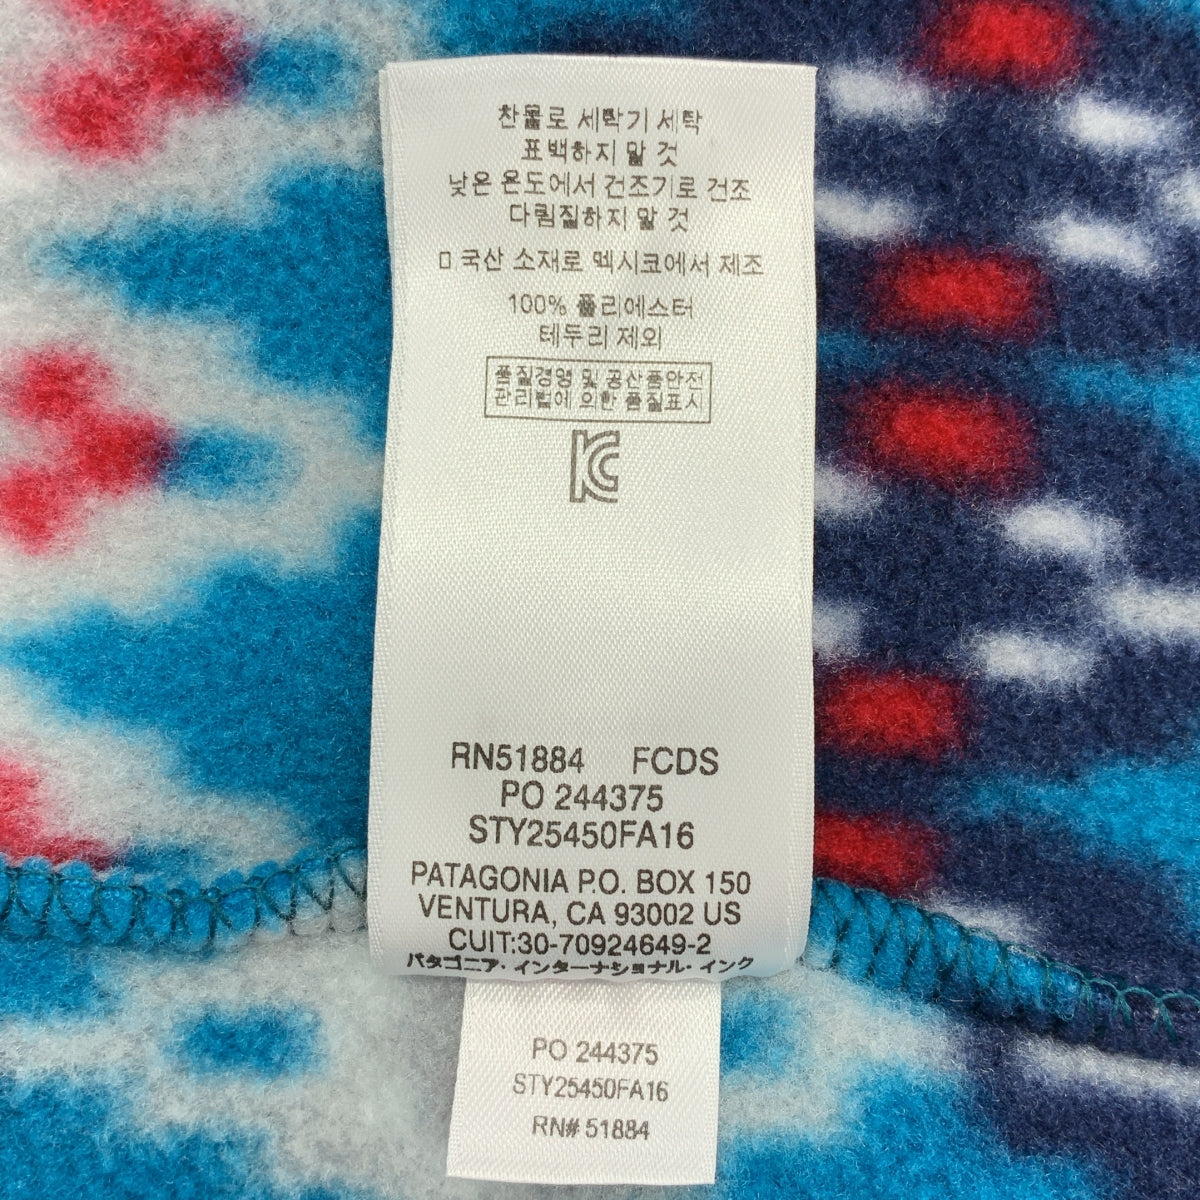 찬물로 세탁기 세탁
표백하지 말 것
낮은 온도에서 건조기로 건조
다림질하지 말 것
미국산 소재로 멕시코에서 제조
100% 폴리에스터
테두리 제외
품질경영 및 공산품안전
관리법에 의한 품질표시
KC
RN51884 FCDS
PO 244375
STY25450FA16
PATAGONIA P.O. BOX 150
VENTURA, CA 93002 US
CUIT:30-70924649-2
パタゴニア・インターナショナル・インク
PO 244375
STY25450FA16
RN# 51884